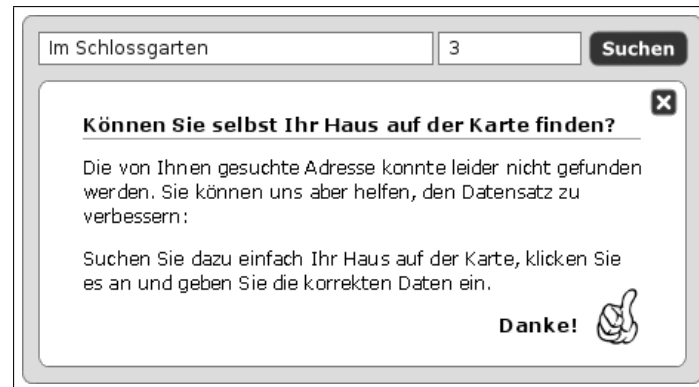 Im Schlossgarten 3 Suchen
Können Sie selbst Ihr Haus auf der Karte finden?
Die von Ihnen gesuchte Adresse konnte leider nicht gefunden
werden. Sie können uns aber helfen, den Datensatz zu
verbessern:
Suchen Sie dazu einfach Ihr Haus auf der Karte, klicken Sie
es an und geben Sie die korrekten Daten ein.
Danke!